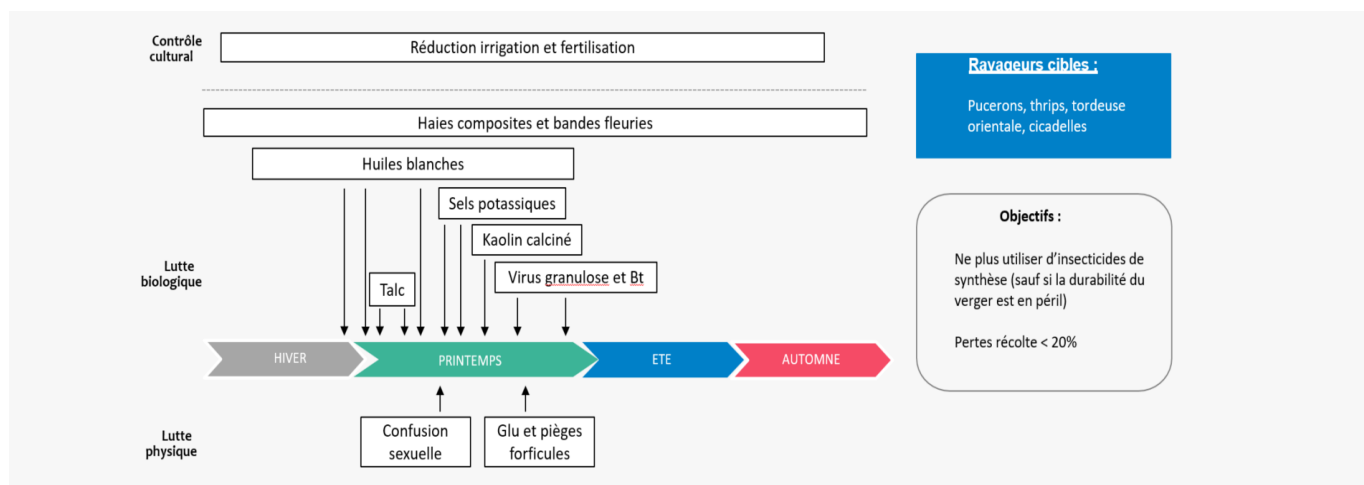 Contrôle
cultural
Réduction irrigation et fertilisation
Haies composites et bandes fleuries
Huiles blanches
Sels potassiques
Kaolin calciné
Lutte
biologique
Virus granulose et Bt
Talc
HIVER
PRINTEMPS
ETE
AUTOMNE
Lutte
physique
Confusion
sexuelle
Glu et pièges
forficules
Ravageurs cibles :
Pucerons, thrips, tordeuse
orientale, cicadelles
Objectifs :
Ne plus utiliser d’insecticides de
synthèse (sauf si la durabilité du
verger est en péril)
Pertes récolte < 20%